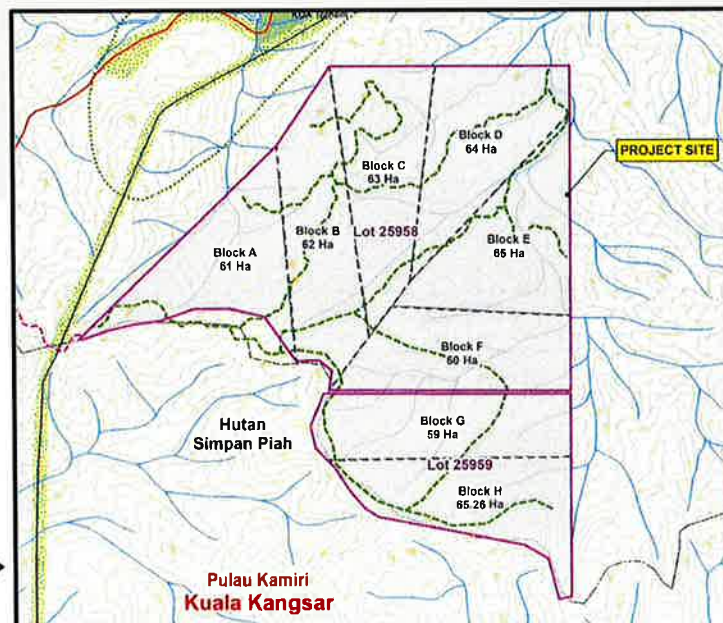 Block D
64 Ha
PROJECT SITE
Block C
63 Ha
Lot 25958
Block B
62 Ha
Block E
65 Ha
Block A
61 Ha
Block F
60 Ha
Hutan
Simpan Piah
Block G
59 Ha
Lot 25959
Block H
65.26 Ha
Pulau Kamiri
Kuala Kangsar